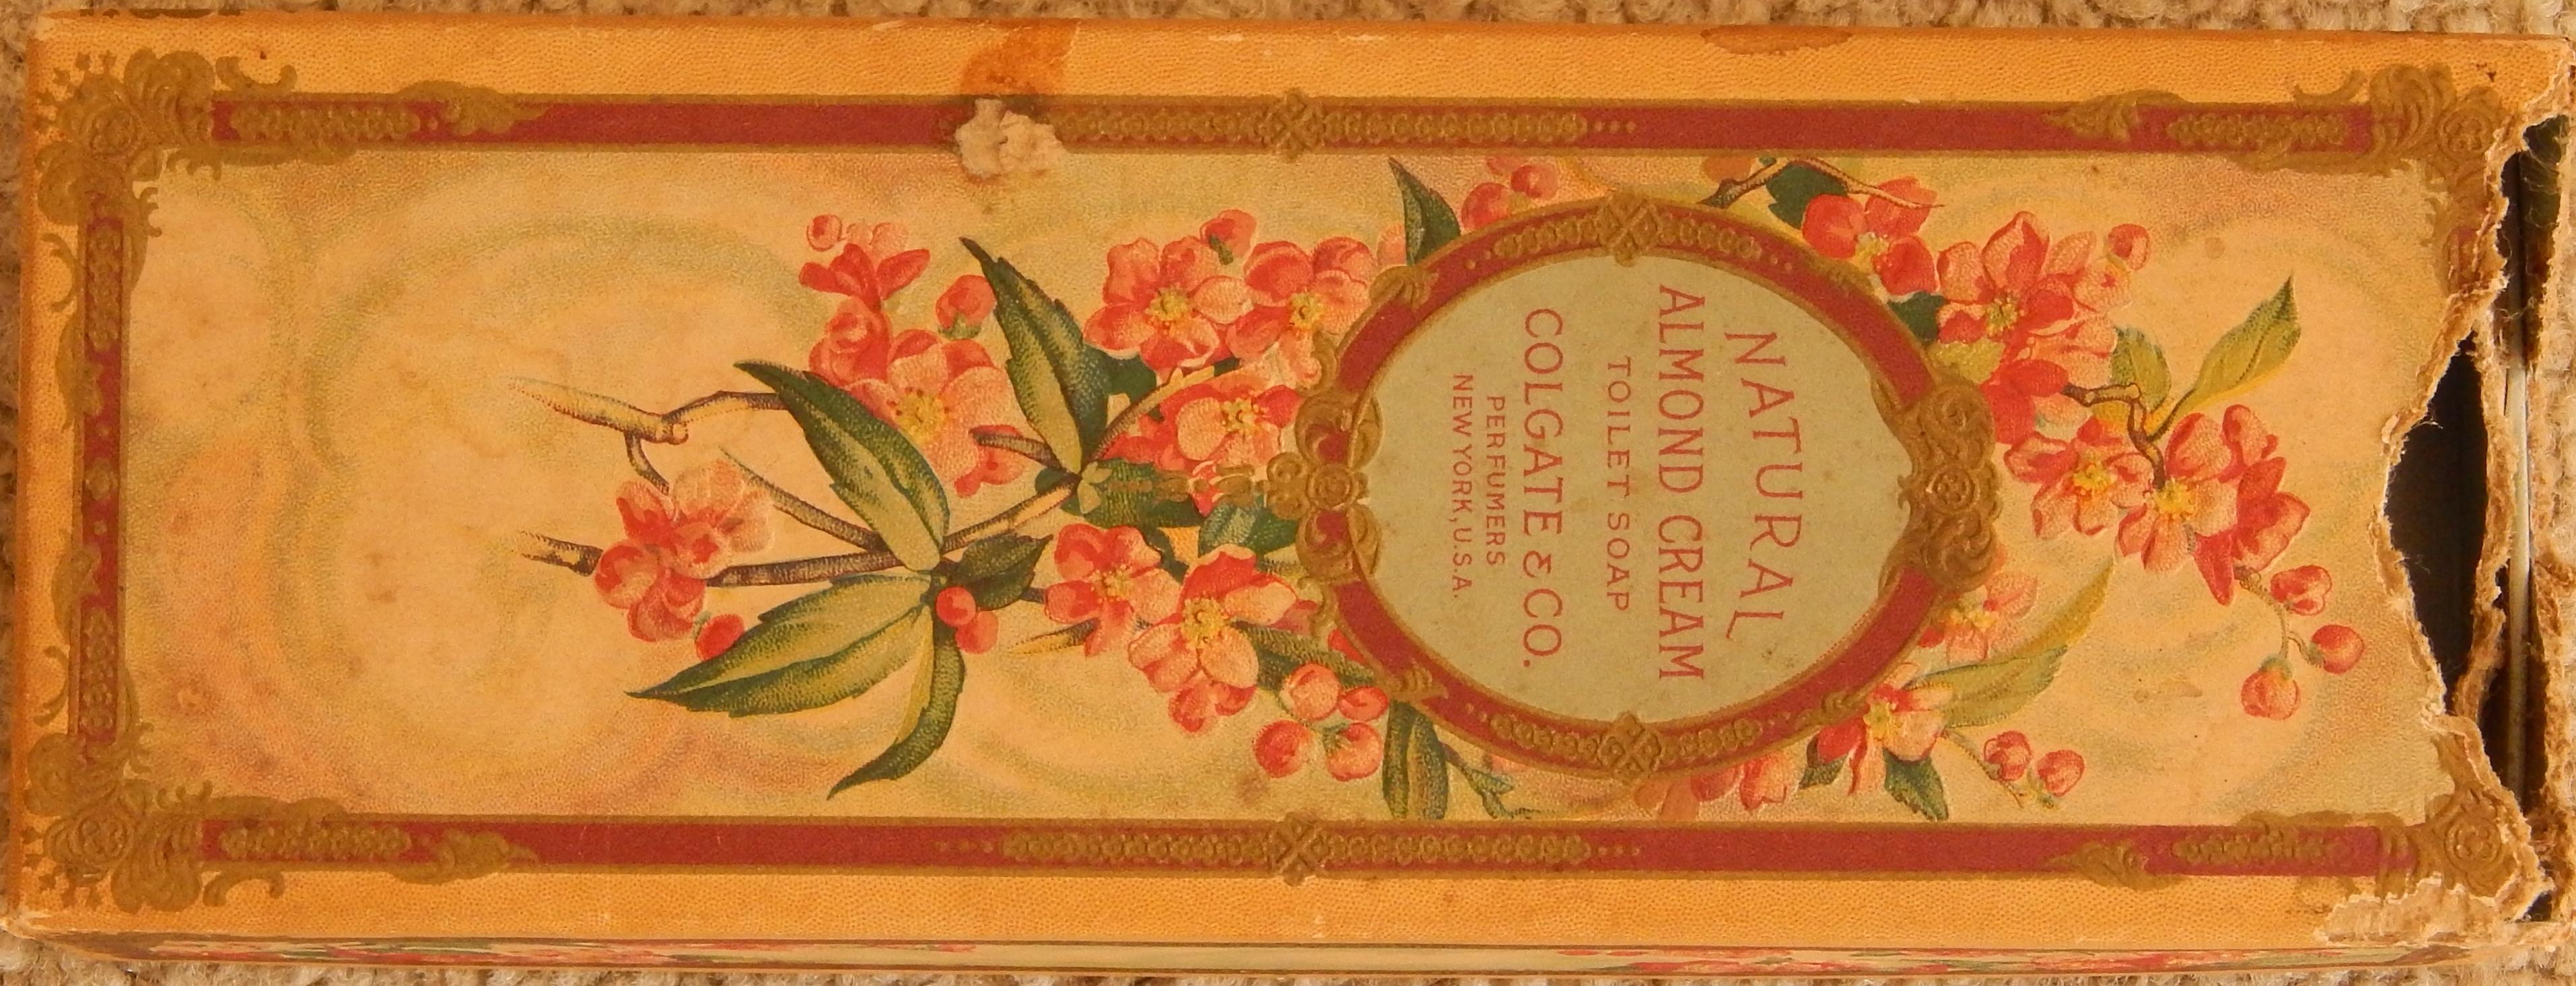 NATURAL
ALMOND CREAM
TOILET SOAP
COLGATE & CO.
PERFUMERS
NEW YORK, U.S.A.